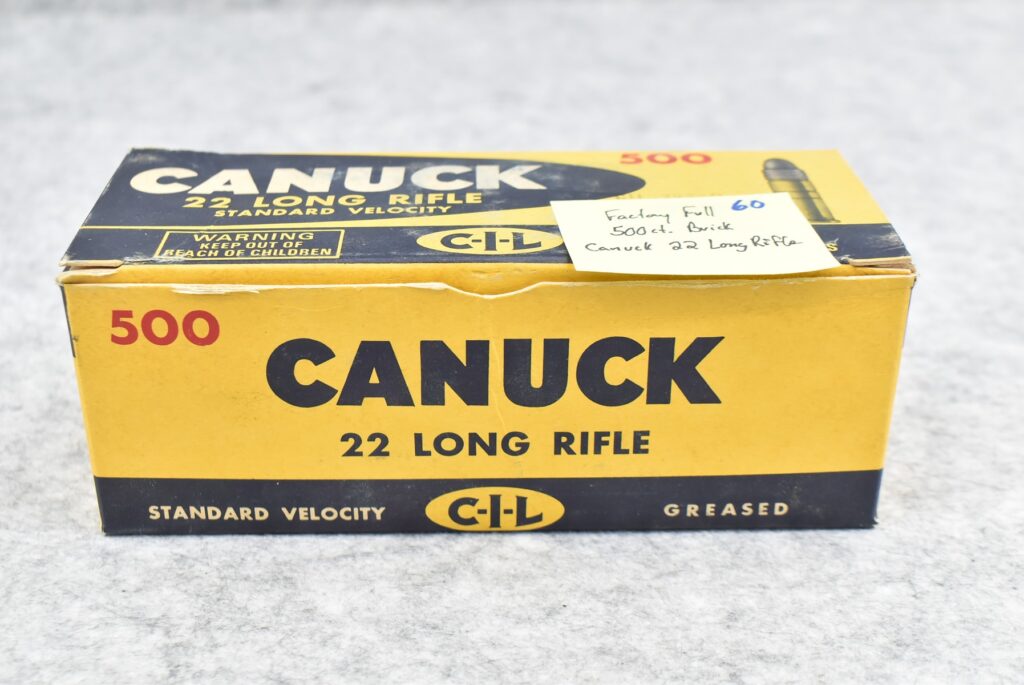 CANUCK
22 LONG RIFLE
STANDARD VELOCITY
WARNING
KEEP OUT OF
REACH OF CHILDREN
C-I-L
500
Factory Full 60
500 ct. Brick
Canuck 22 Long Rifle
S
500
CANUCK
22 LONG RIFLE
STANDARD VELOCITY
C-I-L
GREASED